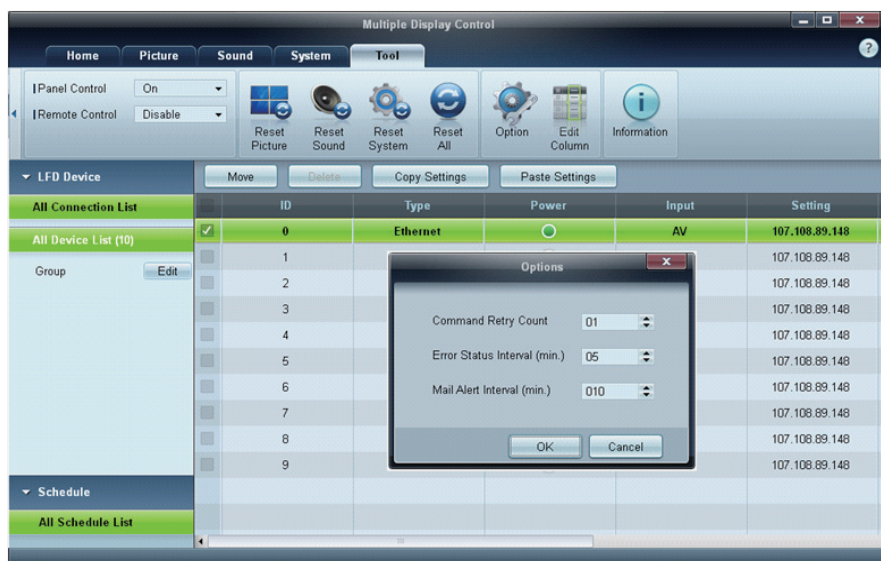 Multiple Display Control
Home Picture Sound System Tool
Panel Control On
Remote Control Disable
Reset Picture
Reset Sound
Reset System
Reset All
Option
Edit Column
Information
LFD Device
Move Delete Copy Settings Paste Settings
All Connection List
ID Type Power Input Setting
All Device List (10)
0 Ethernet AV 107.108.89.148
Group Edit
1 107.108.89.148
2 107.108.89.148
3 107.108.89.148
4 107.108.89.148
5 107.108.89.148
6 107.108.89.148
7 107.108.89.148
8 107.108.89.148
9 107.108.89.148
Options
Command Retry Count 01
Error Status Interval (min.) 05
Mail Alert Interval (min.) 010
OK Cancel
Schedule
All Schedule List